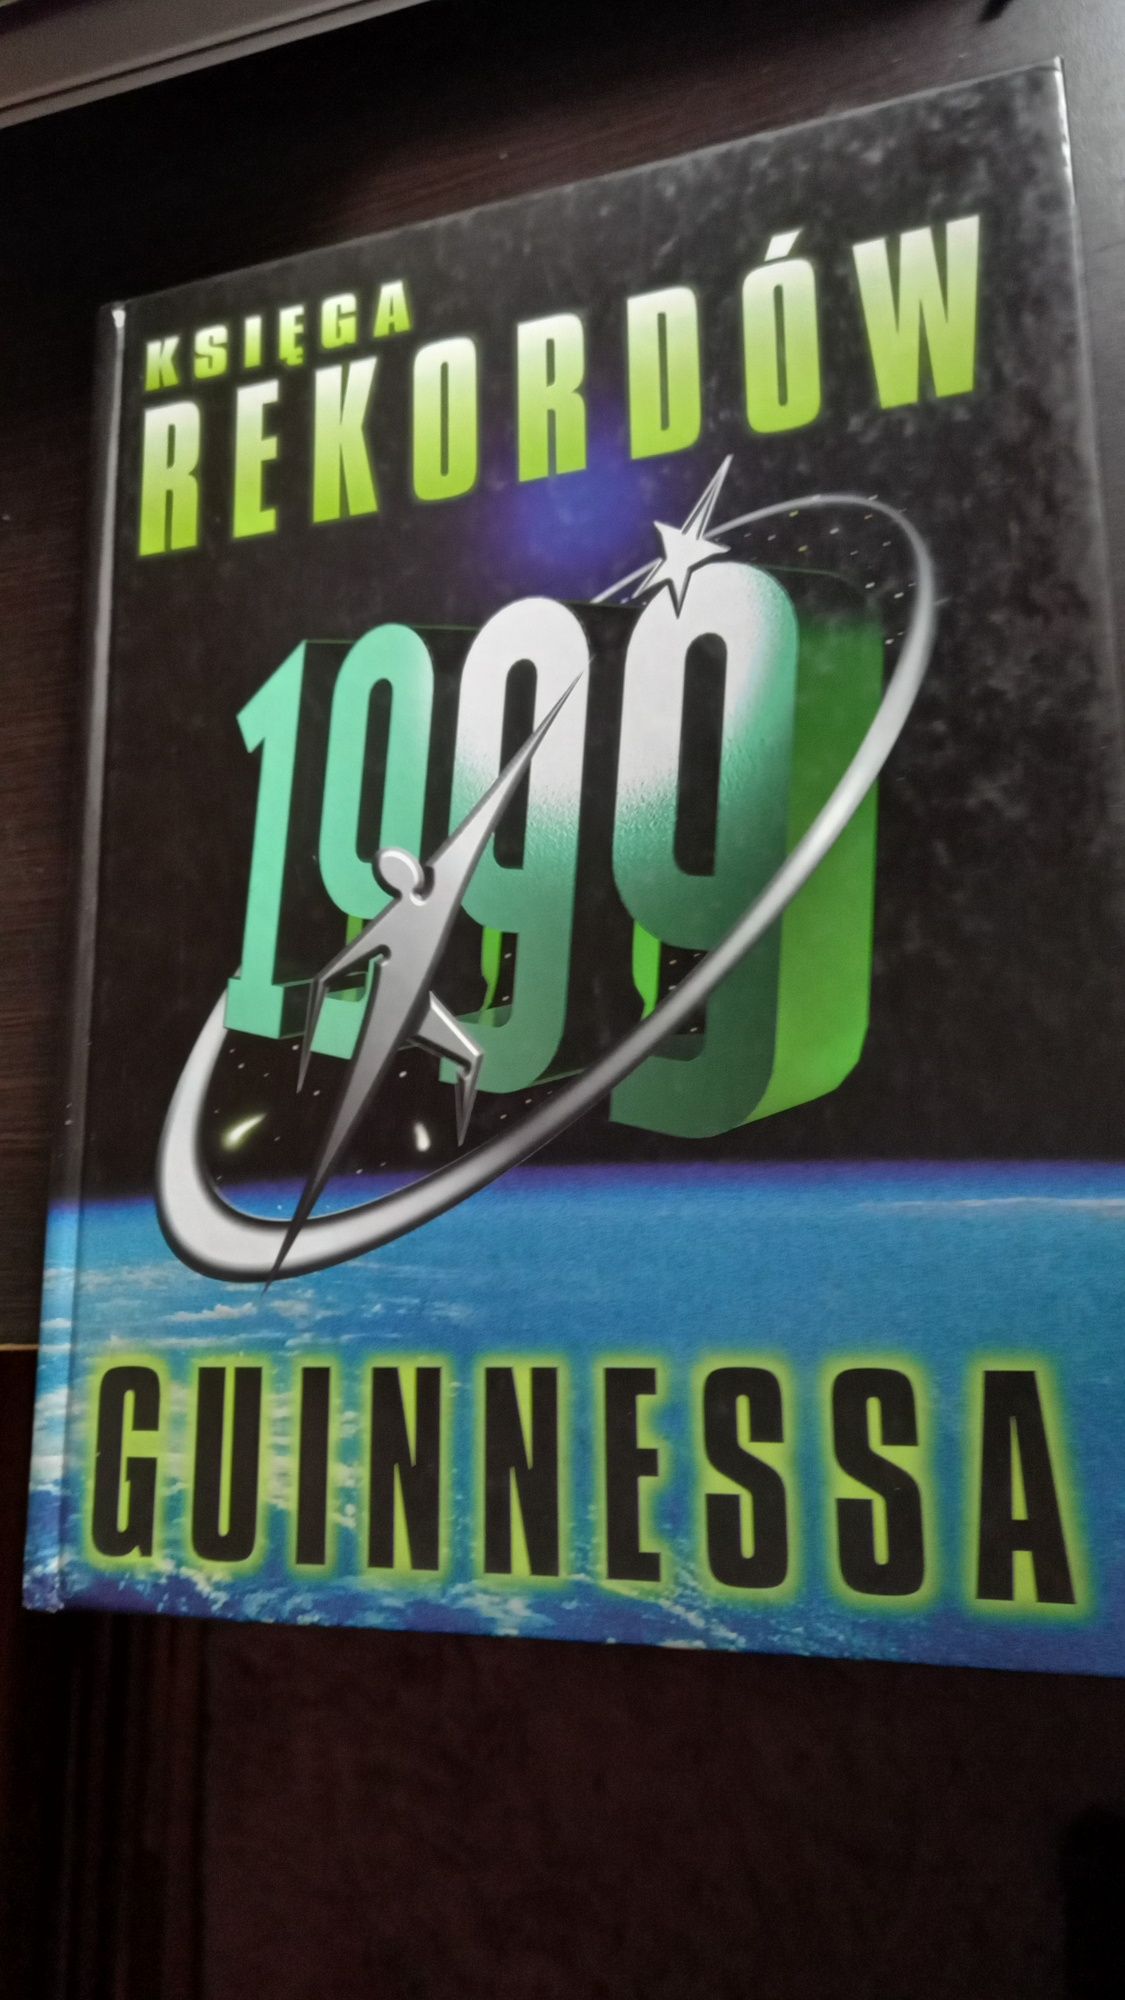 KSIĘGA
REKORDÓW
1999
GUINNESSA